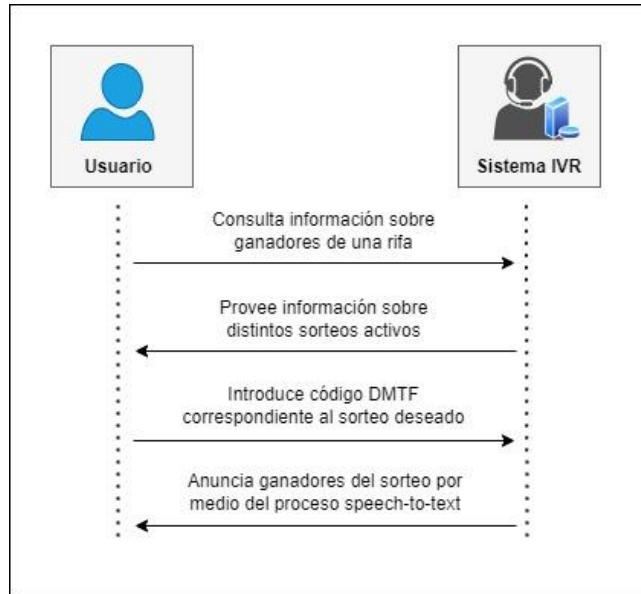 Usuario
Sistema IVR
Consulta información sobre
ganadores de una rifa
Provee información sobre
distintos sorteos activos
Introduce código DMTF
correspondiente al sorteo deseado
Anuncia ganadores del sorteo por
medio del proceso speech-to-text